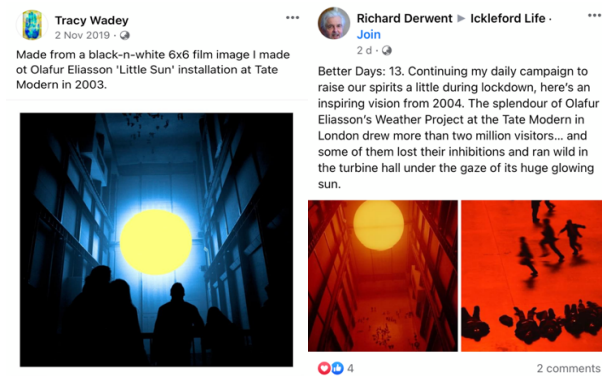 Tracy Wadey
2 Nov 2019 ·
Made from a black-n-white 6x6 film image I made
ot Olafur Eliasson 'Little Sun' installation at Tate
Modern in 2003.
Richard Derwent ▶ Ickleford Life ·
Join
2 d ·
Better Days: 13. Continuing my daily campaign to
raise our spirits a little during lockdown, here's an
inspiring vision from 2004. The splendour of Olafur
Eliasson's Weather Project at the Tate Modern in
London drew more than two million visitors... and
some of them lost their inhibitions and ran wild in
the turbine hall under the gaze of its huge glowing
sun.
4
2 comments